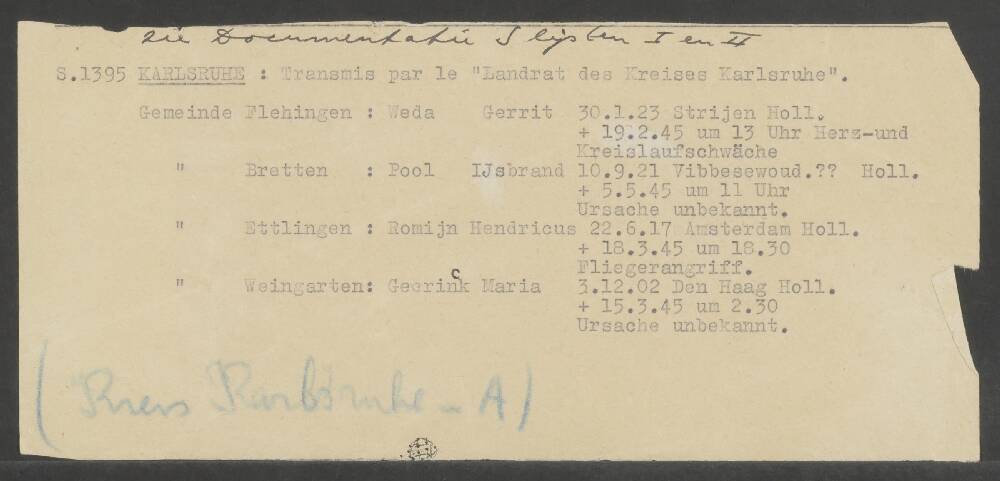 zie Documentatie S lijsten I en II
S.1395 KARLSRUHE : Transmis par le "Landrat des Kreises Karlsruhe".
Gemeinde Flehingen : Weda Gerrit 30.1.23 Strijen Holl.
+ 19.2.45 um 13 Uhr Herz-und
Kreislaufschwäche
" Bretten : Pool IJsbrand 10.9.21 Vibbesewoud.?? Holl.
+ 5.5.45 um 11 Uhr
Ursache unbekannt.
" Ettlingen : Romijn Hendricus 22.6.17 Amsterdam Holl.
+ 18.3.45 um 18.30
Fliegerangriff.
" Weingarten: Geerinck Maria 3.12.02 Den Haag Holl.
+ 15.3.45 um 2.30
Ursache unbekannt.
(Kreis Karlsruhe - A)